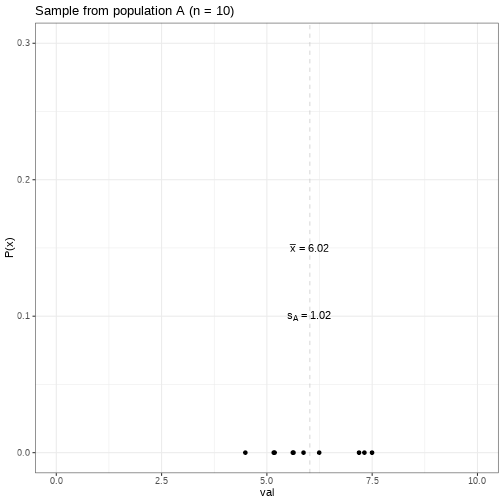 Sample from population A (n = 10)
0.3
0.2
0.1
0.0
P(x)
x̅ = 6.02
sA = 1.02
0.0
2.5
5.0
7.5
10.0
val